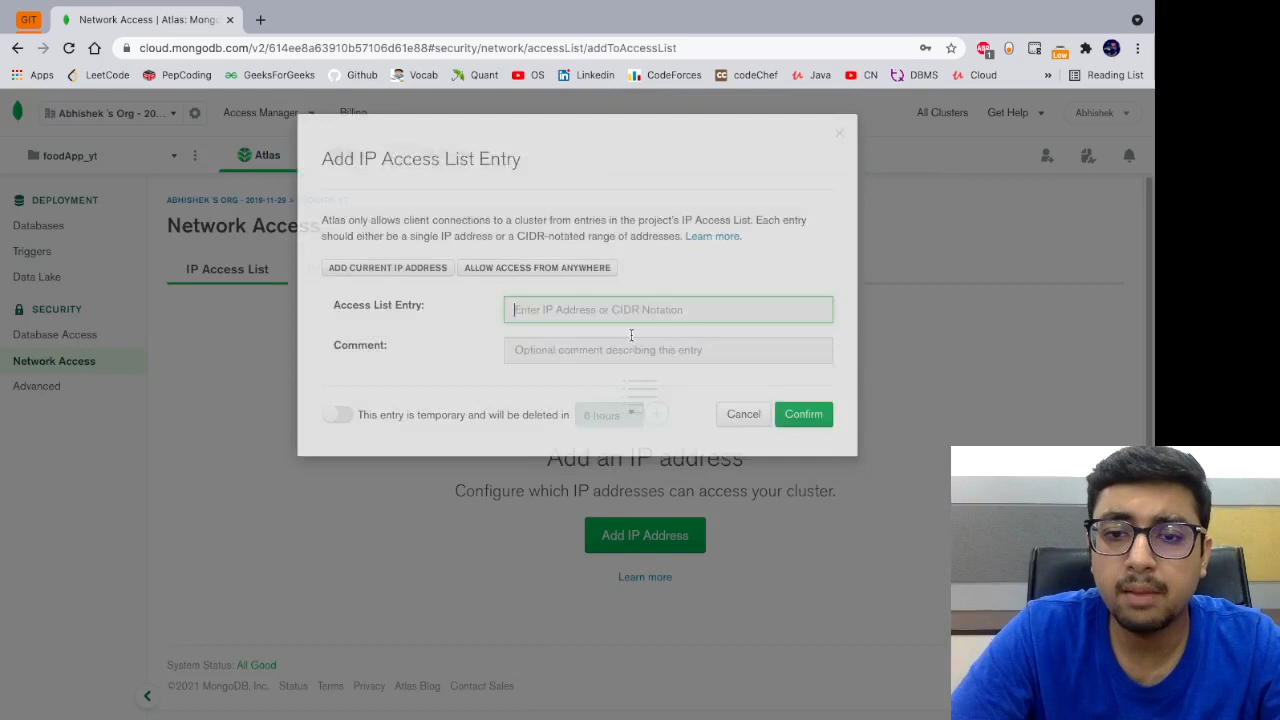 GIT
Network Access | Atlas: Mong
cloud.mongodb.com/v2/614ee8a63910b57106d61e88#security/network/accessList/addToAccessList
1
Low
Apps
LeetCode
PepCoding
GeeksForGeeks
Github
Vocab
Quant
OS
Linkedin
CodeForces
codeChef
Java
CN
DBMS
Cloud
»
Reading List
Abhishek 's Org - 20...
Access Manager
Billing
All Clusters
Get Help
Abhishek
foodApp_yt
Atlas
DEPLOYMENT
Databases
Triggers
Data Lake
SECURITY
Database Access
Network Access
Advanced
ABHISHEK'S ORG - 2019-11-29 >
Network Access
IP Access List
Add IP Access List Entry
Atlas only allows client connections to a cluster from entries in the project's IP Access List. Each entry
should either be a single IP address or a CIDR-notated range of addresses. Learn more.
ADD CURRENT IP ADDRESS
ALLOW ACCESS FROM ANYWHERE
Access List Entry:
Enter IP Address or CIDR Notation
Comment:
Optional comment describing this entry
This entry is temporary and will be deleted in
6 hours
Cancel
Confirm
Add an IP address
Configure which IP addresses can access your cluster.
Add IP Address
Learn more
System Status: All Good
©2021 MongoDB, Inc.
Status
Terms
Privacy
Atlas Blog
Contact Sales